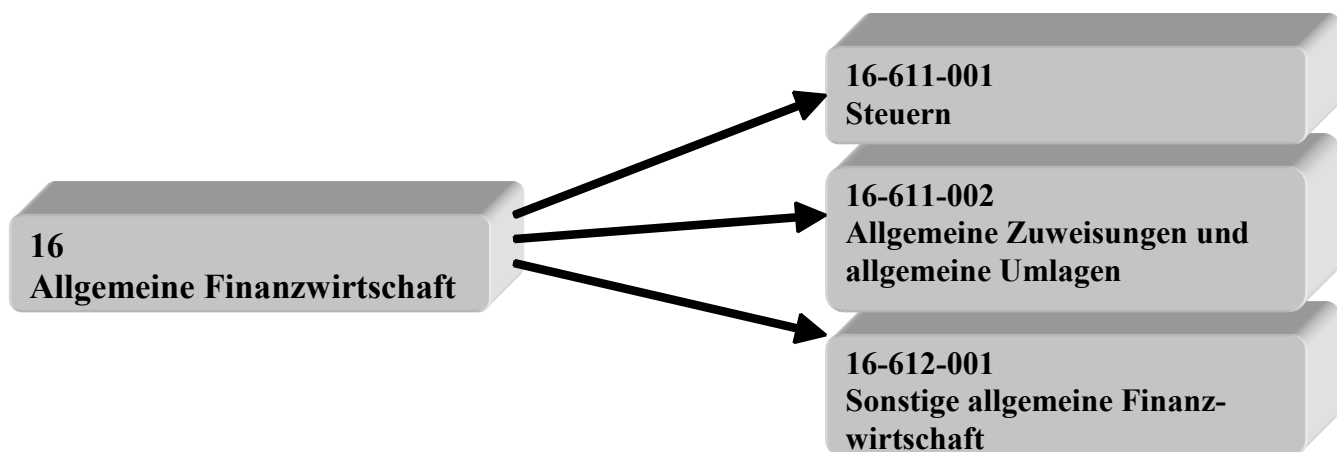 16
Allgemeine Finanzwirtschaft
16-611-001
Steuern
16-611-002
Allgemeine Zuweisungen und
allgemeine Umlagen
16-612-001
Sonstige allgemeine Finanz-
wirtschaft